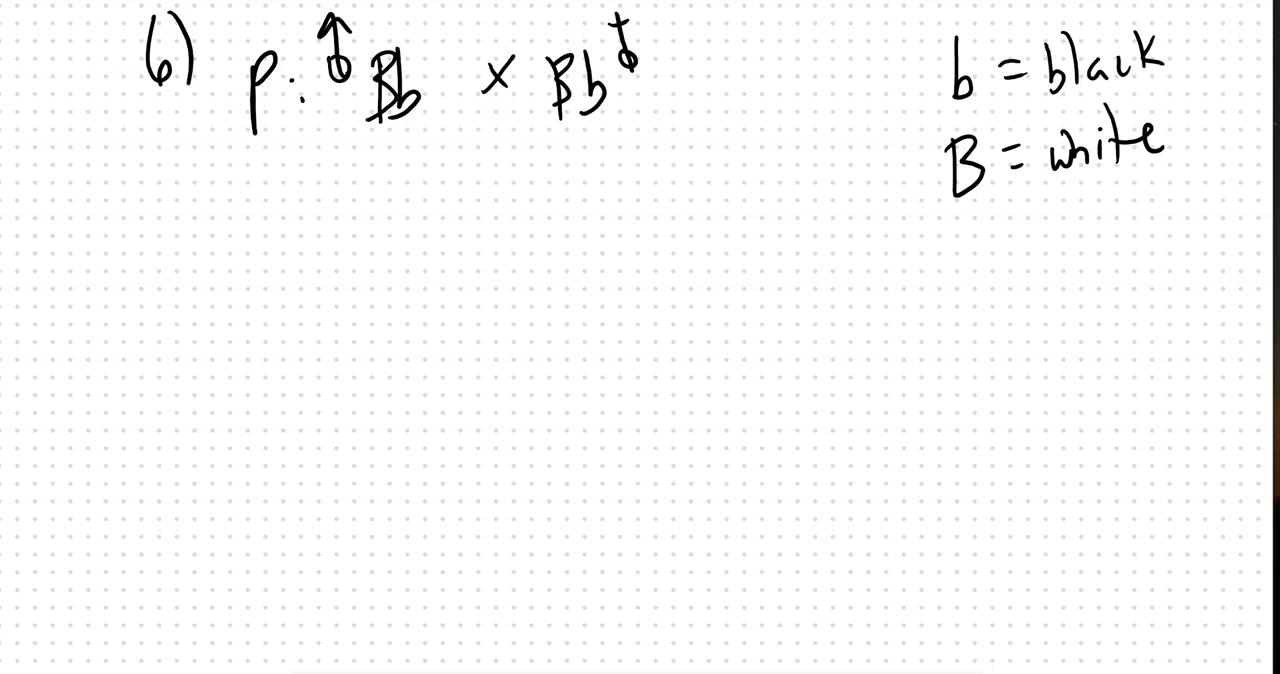 6) P: ♂ Bb × Bb ♀
b = black
B = white